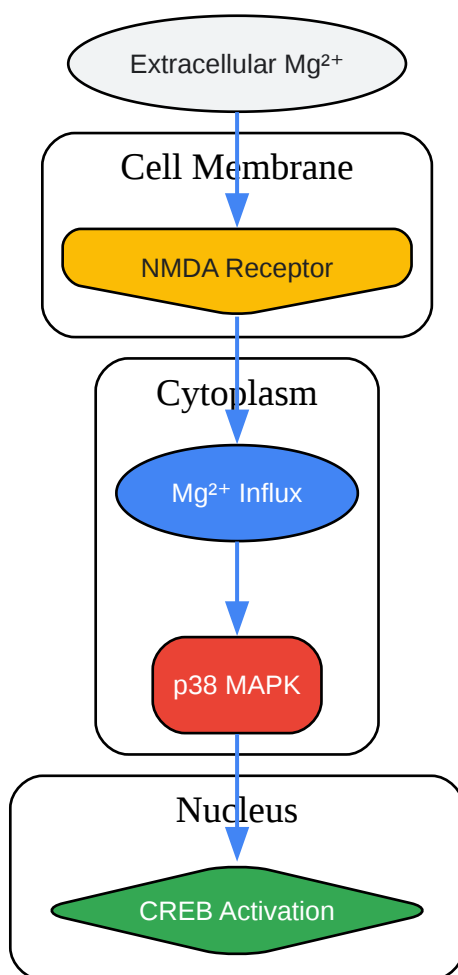 Extracellular Mg²⁺
Cell Membrane
NMDA Receptor
Cytoplasm
Mg²⁺ Influx
p38 MAPK
Nucleus
CREB Activation